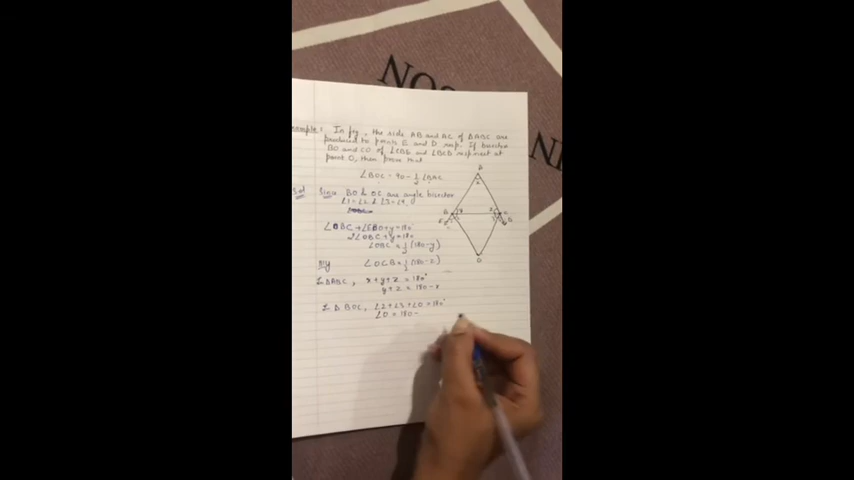 Example: In fig, the side AB and AC of ΔABC are
produced to points E and D resp. If bisector
BO and CO of ∠CBE and ∠BCD resp meet at
point O, then prove that
∠BOC = 90 - 1/2 ∠BAC
Sol Since BO & OC are angle bisector
∠1 = ∠2 & ∠3 = ∠4
∠OBC + ∠EBO + y = 180°
2∠OBC + y = 180
∠OBC = 1/2 (180 - y)
∠OCB = 1/2 (180 - z)
In ΔABC, x + y + z = 180°
y + z = 180 - x
In Δ BOC, ∠2 + ∠3 + ∠O = 180°
∠O = 180 -
A
x
B
y
z
E
O
NOS
NI